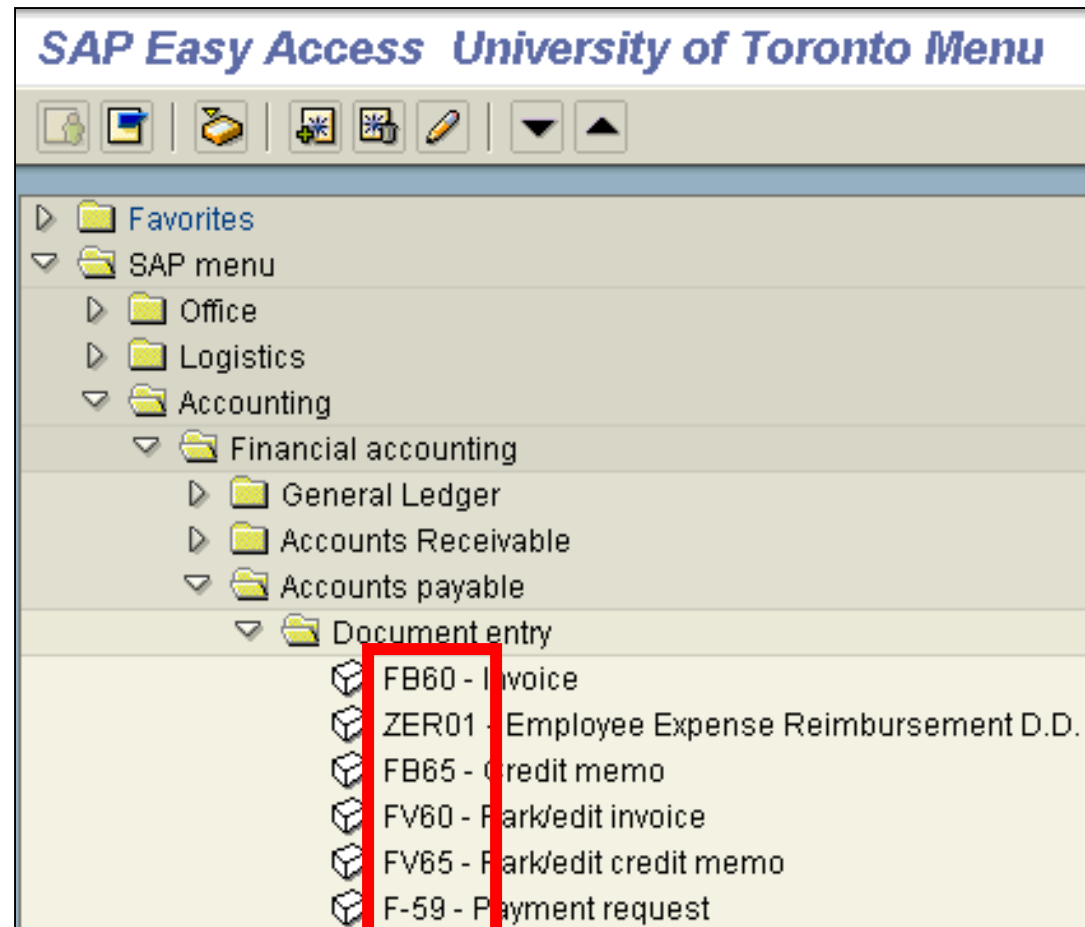 SAP Easy Access University of Toronto Menu
Favorites
SAP menu
Office
Logistics
Accounting
Financial accounting
General Ledger
Accounts Receivable
Accounts payable
Document entry
FB60 - Invoice
ZER01 - Employee Expense Reimbursement D.D.
FB65 - Credit memo
FV60 - Park/edit invoice
FV65 - Park/edit credit memo
F-59 - Payment request